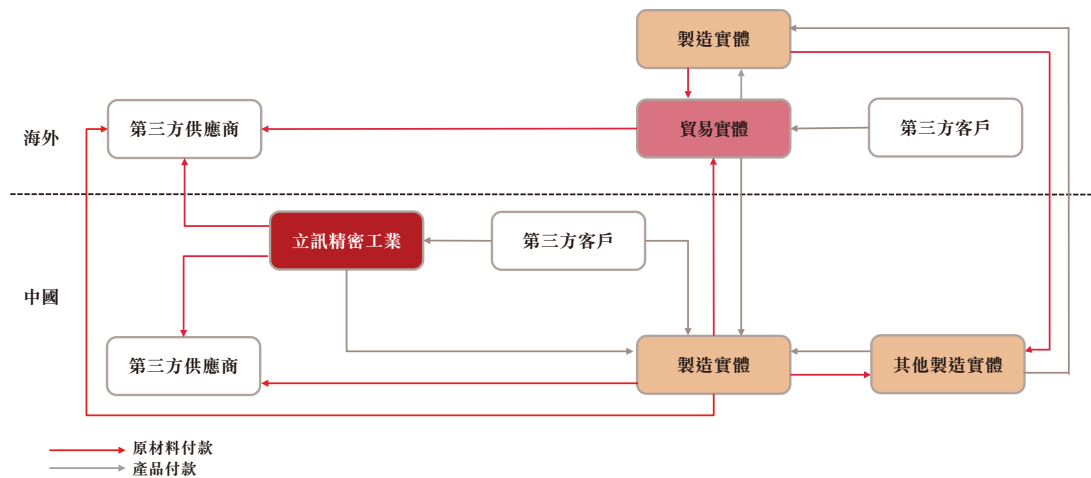 製造實體
海外
第三方供應商
貿易實體
第三方客戶
立訊精密工業
第三方客戶
中國
第三方供應商
製造實體
其他製造實體
原材料付款
產品付款